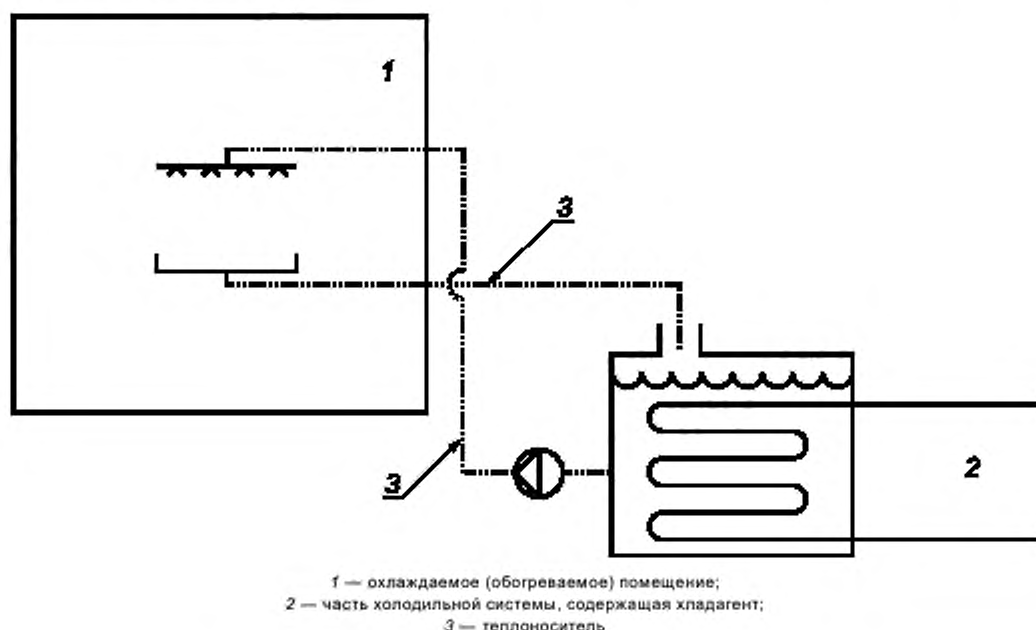 1
3
3
2
1 — охлаждаемое (обогреваемое) помещение;
2 — часть холодильной системы, содержащая хладагент;
3 — теплоноситель